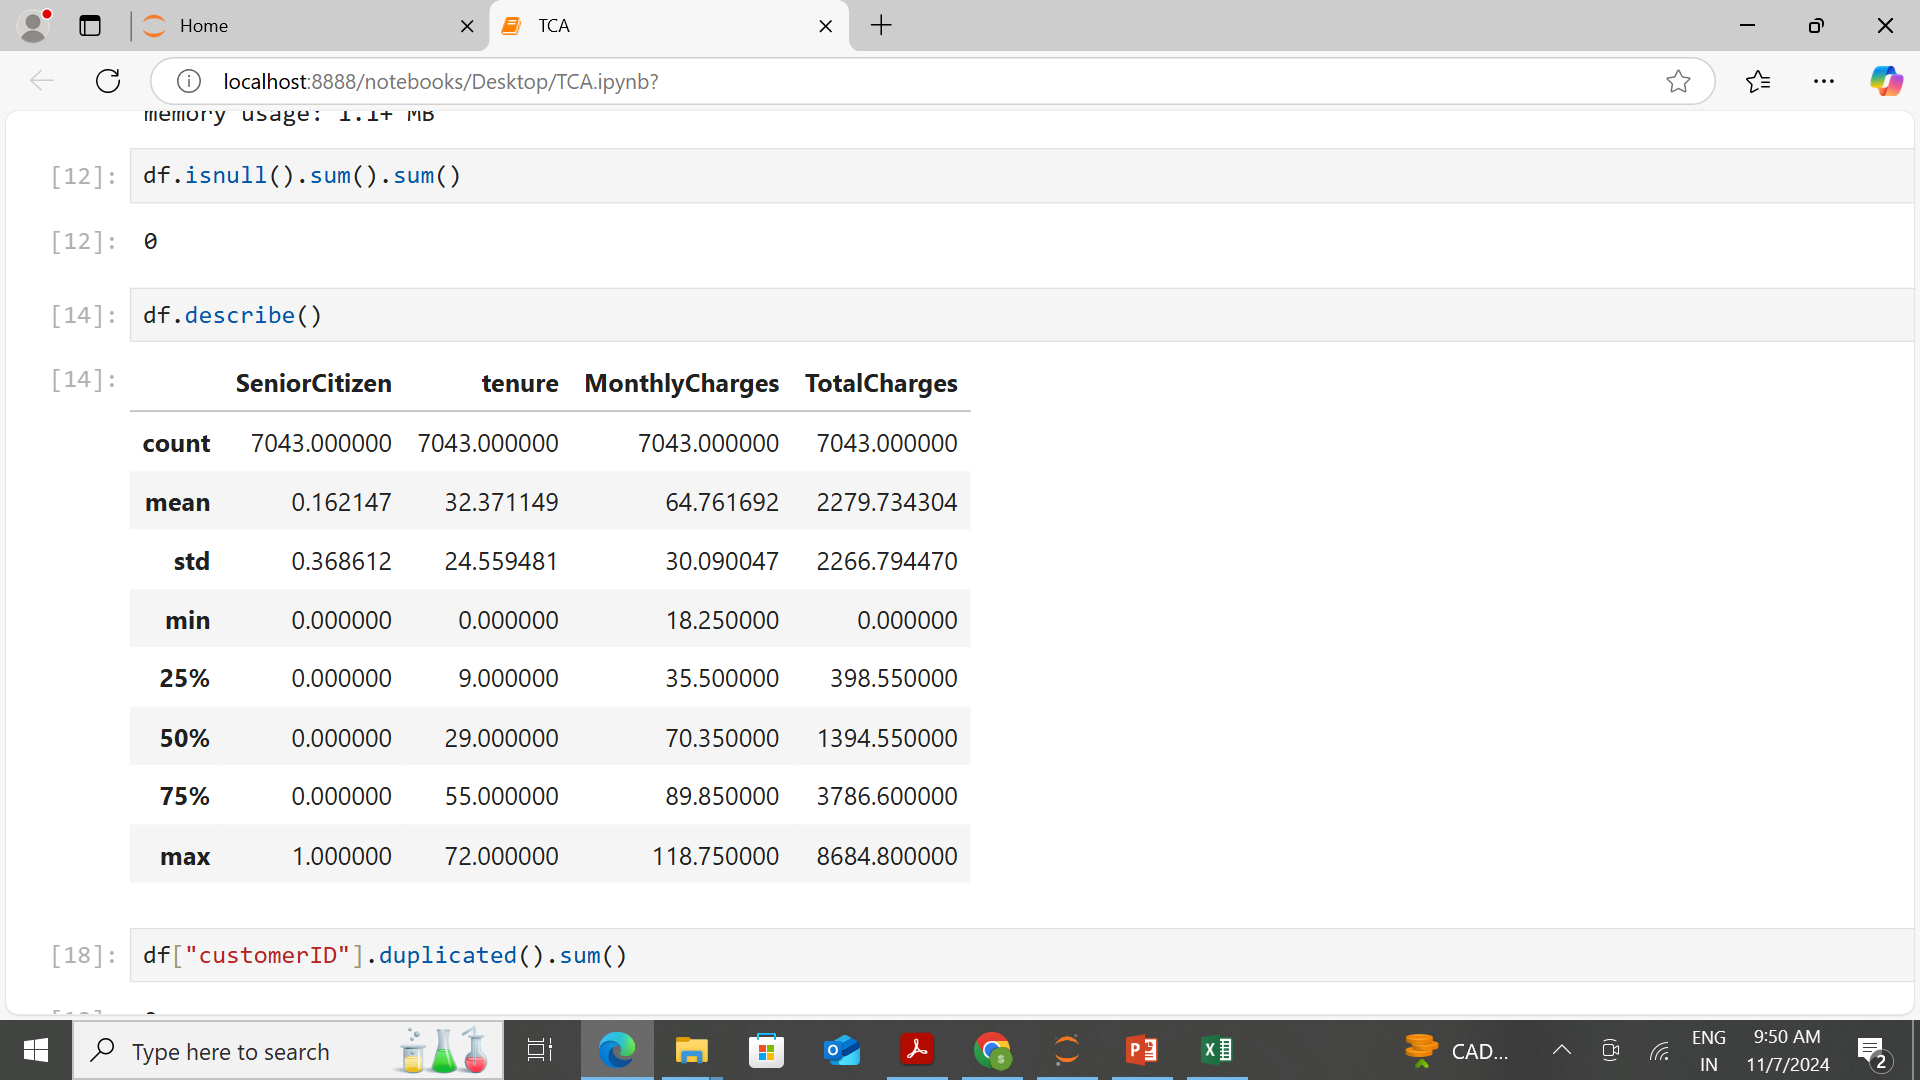 Home
TCA
localhost:8888/notebooks/Desktop/TCA.ipynb?
memory usage: 1.1+ MB
[12]: df.isnull().sum().sum()
[12]: 0
[14]: df.describe()
[14]: SeniorCitizen tenure MonthlyCharges TotalCharges
count 7043.000000 7043.000000 7043.000000 7043.000000
mean 0.162147 32.371149 64.761692 2279.734304
std 0.368612 24.559481 30.090047 2266.794470
min 0.000000 0.000000 18.250000 0.000000
25% 0.000000 9.000000 35.500000 398.550000
50% 0.000000 29.000000 70.350000 1394.550000
75% 0.000000 55.000000 89.850000 3786.600000
max 1.000000 72.000000 118.750000 8684.800000
[18]: df["customerID"].duplicated().sum()
Type here to search
CAD...
ENG
IN
9:50 AM
11/7/2024
2